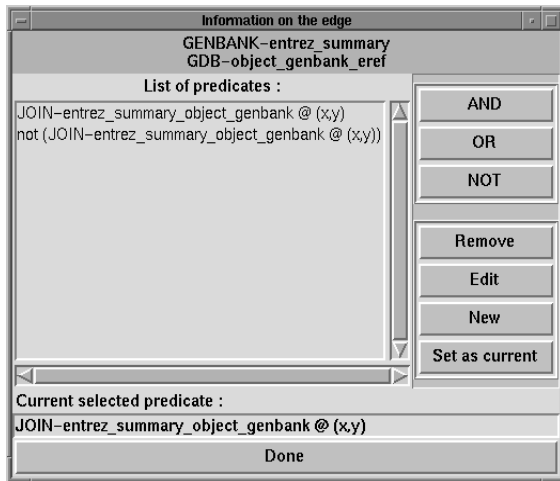 Information on the edge
GENBANK-entrez_summary
GDB-object_genbank_eref
List of predicates :
JOIN-entrez_summary_object_genbank @ (x,y)
not (JOIN-entrez_summary_object_genbank @ (x,y))
AND
OR
NOT
Remove
Edit
New
Set as current
Current selected predicate :
JOIN-entrez_summary_object_genbank @ (x,y)
Done